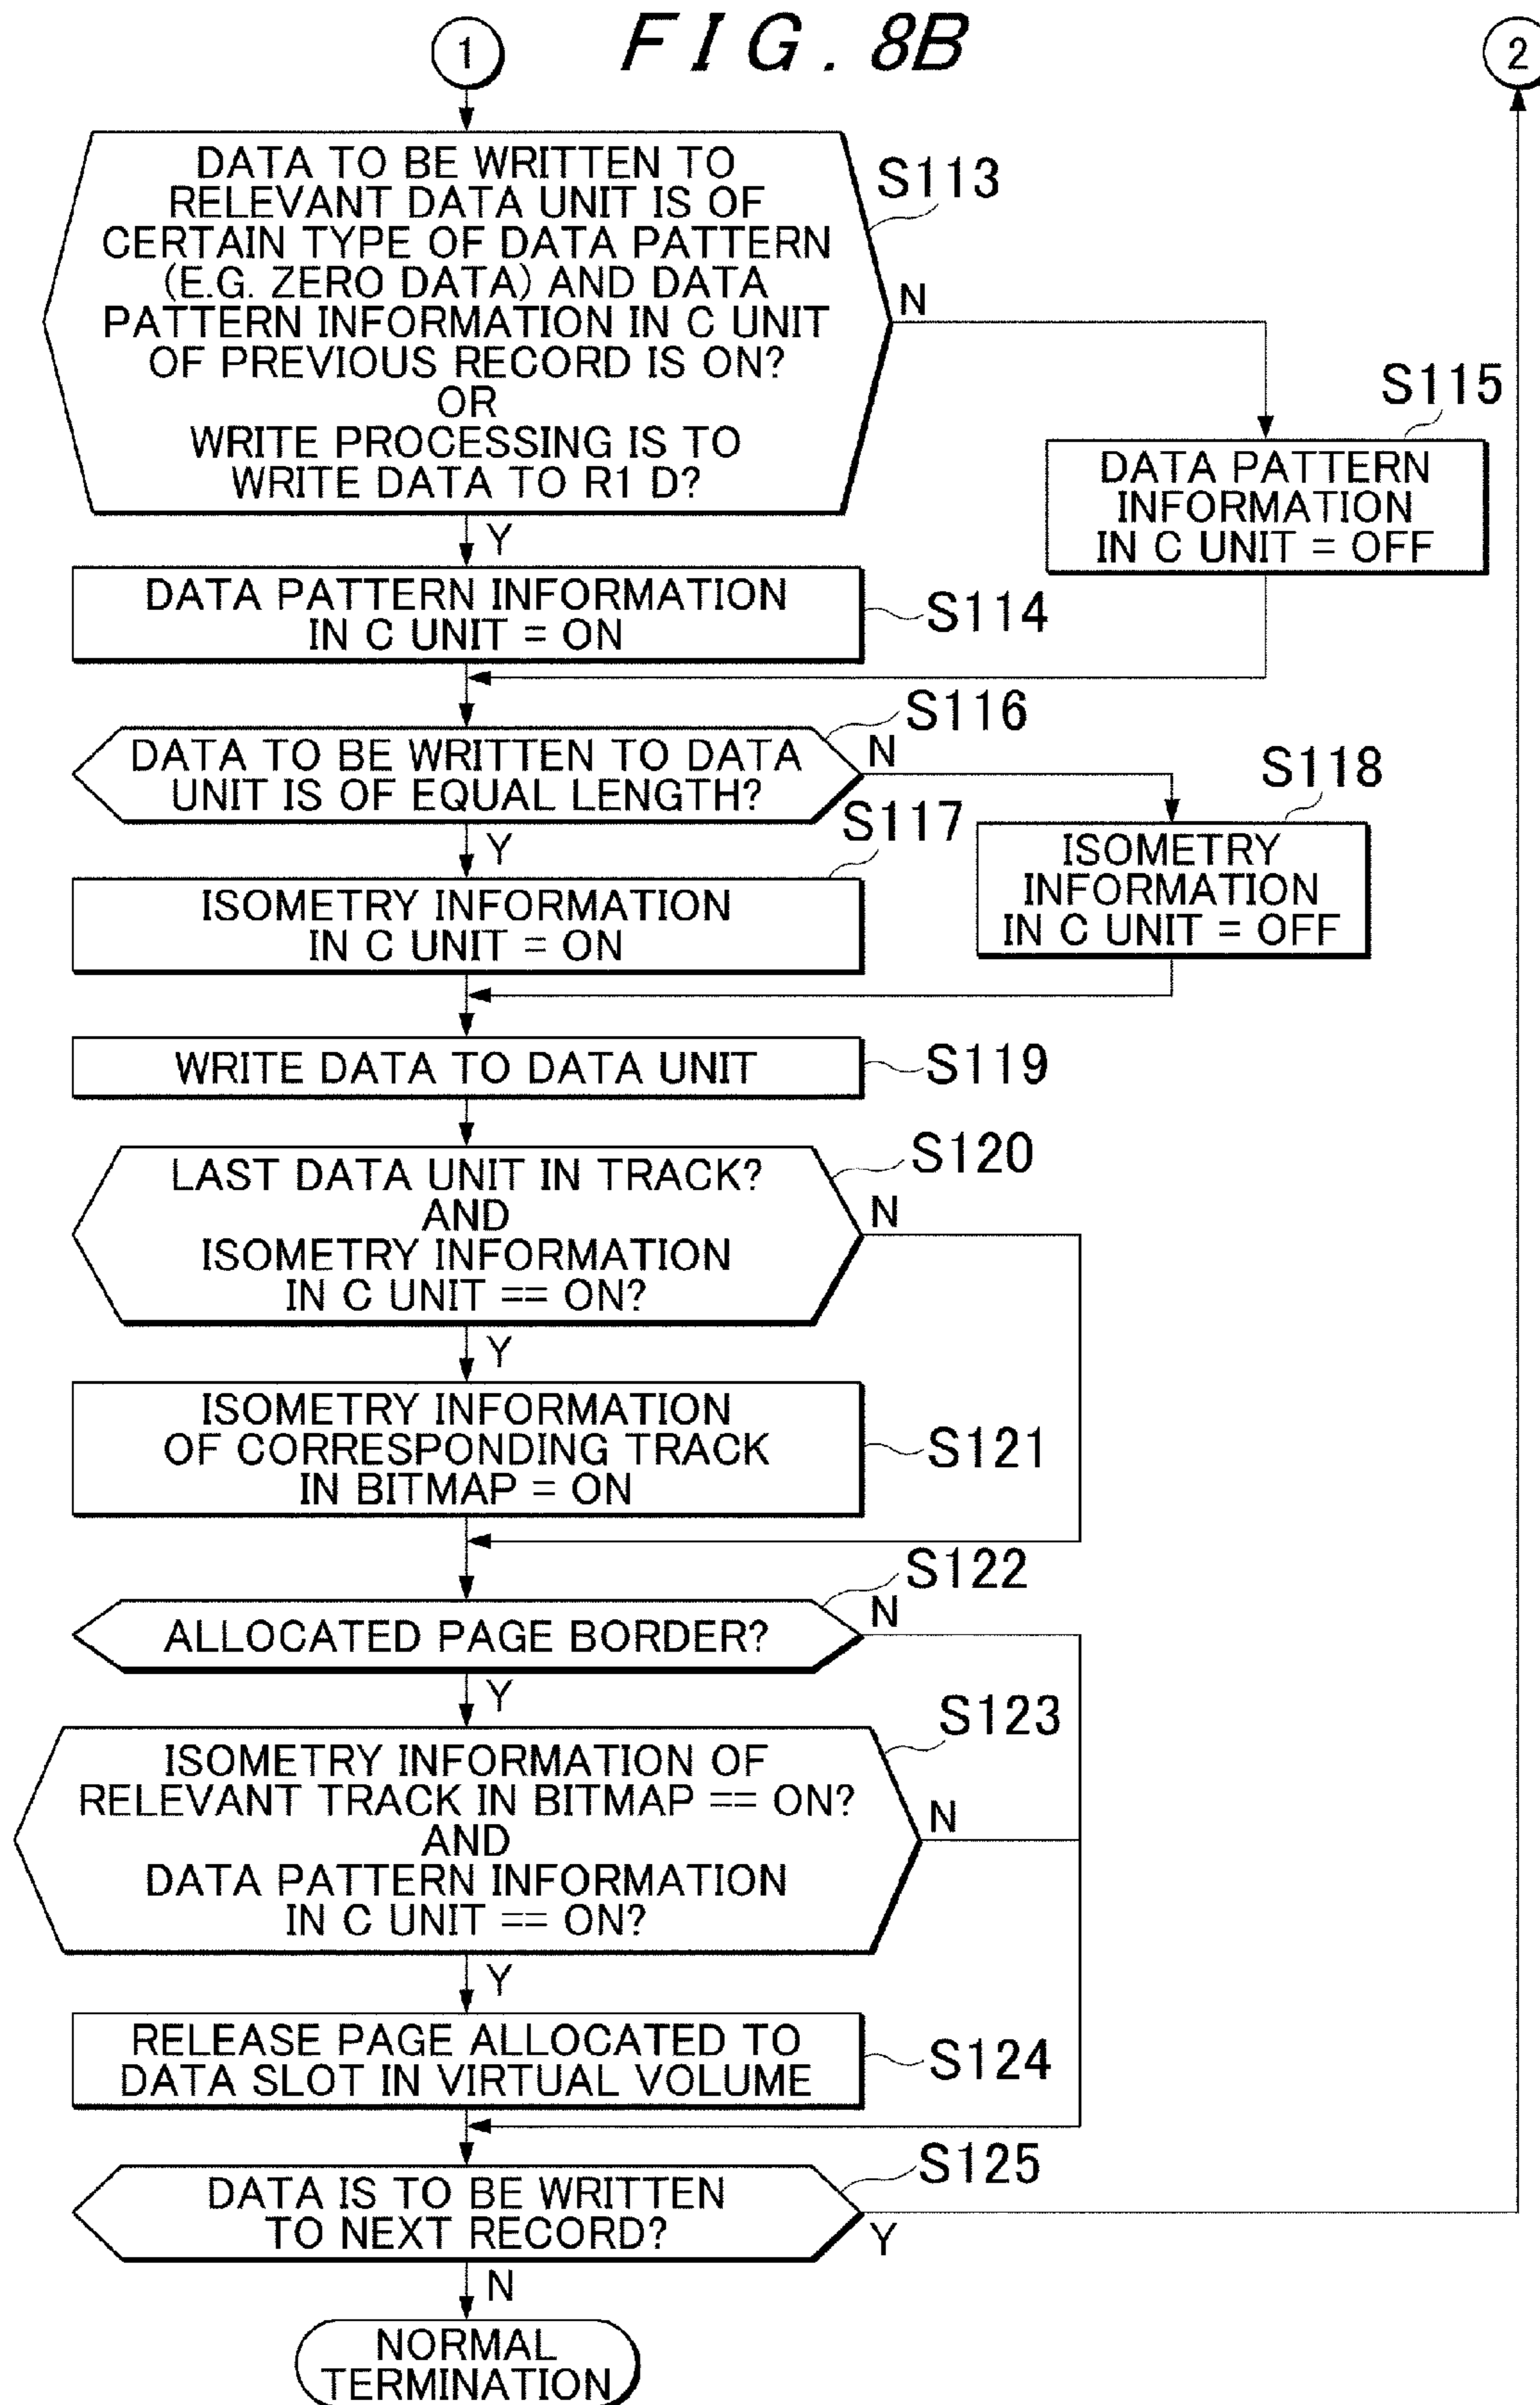 FIG. 8B
1
2
DATA TO BE WRITTEN TO
RELEVANT DATA UNIT IS OF
CERTAIN TYPE OF DATA PATTERN
(E.G. ZERO DATA) AND DATA
PATTERN INFORMATION IN C UNIT
OF PREVIOUS RECORD IS ON?
OR
WRITE PROCESSING IS TO
WRITE DATA TO R1 D?
S113
N
Y
S115
DATA PATTERN
INFORMATION
IN C UNIT = OFF
DATA PATTERN INFORMATION
IN C UNIT = ON
S114
DATA TO BE WRITTEN TO DATA
UNIT IS OF EQUAL LENGTH?
S116
N
Y
S118
ISOMETRY
INFORMATION
IN C UNIT = OFF
S117
ISOMETRY INFORMATION
IN C UNIT = ON
WRITE DATA TO DATA UNIT
S119
LAST DATA UNIT IN TRACK?
AND
ISOMETRY INFORMATION
IN C UNIT == ON?
S120
N
Y
ISOMETRY INFORMATION
OF CORRESPONDING TRACK
IN BITMAP = ON
S121
ALLOCATED PAGE BORDER?
S122
N
Y
ISOMETRY INFORMATION OF
RELEVANT TRACK IN BITMAP == ON?
AND
DATA PATTERN INFORMATION
IN C UNIT == ON?
S123
N
Y
RELEASE PAGE ALLOCATED TO
DATA SLOT IN VIRTUAL VOLUME
S124
DATA IS TO BE WRITTEN
TO NEXT RECORD?
S125
Y
N
NORMAL
TERMINATION